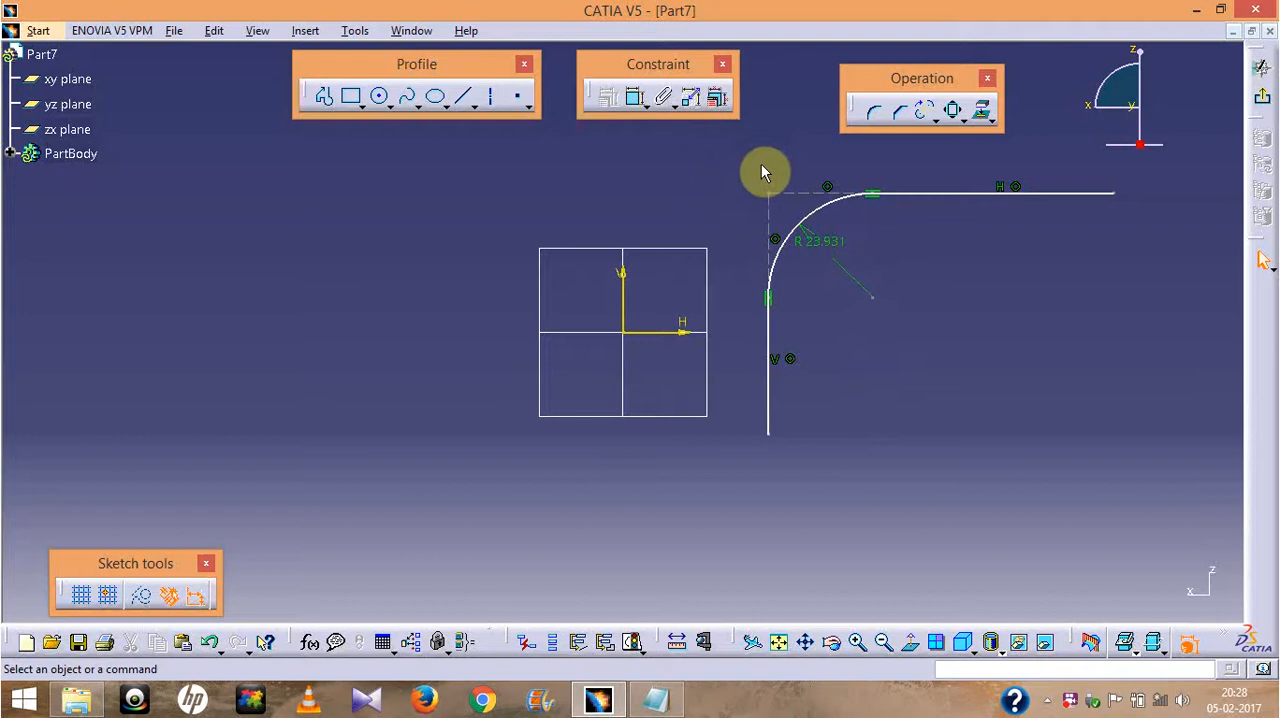 CATIA V5 - [Part7]
Start ENOVIA V5 VPM File Edit View Insert Tools Window Help
Part7
xy plane
yz plane
zx plane
PartBody
Profile
Constraint
Operation
z
x
y
H
R 23.931
V
H
V
Sketch tools
z
x
f(x)
CATIA
Select an object or a command
hp
20:28
05-02-2017